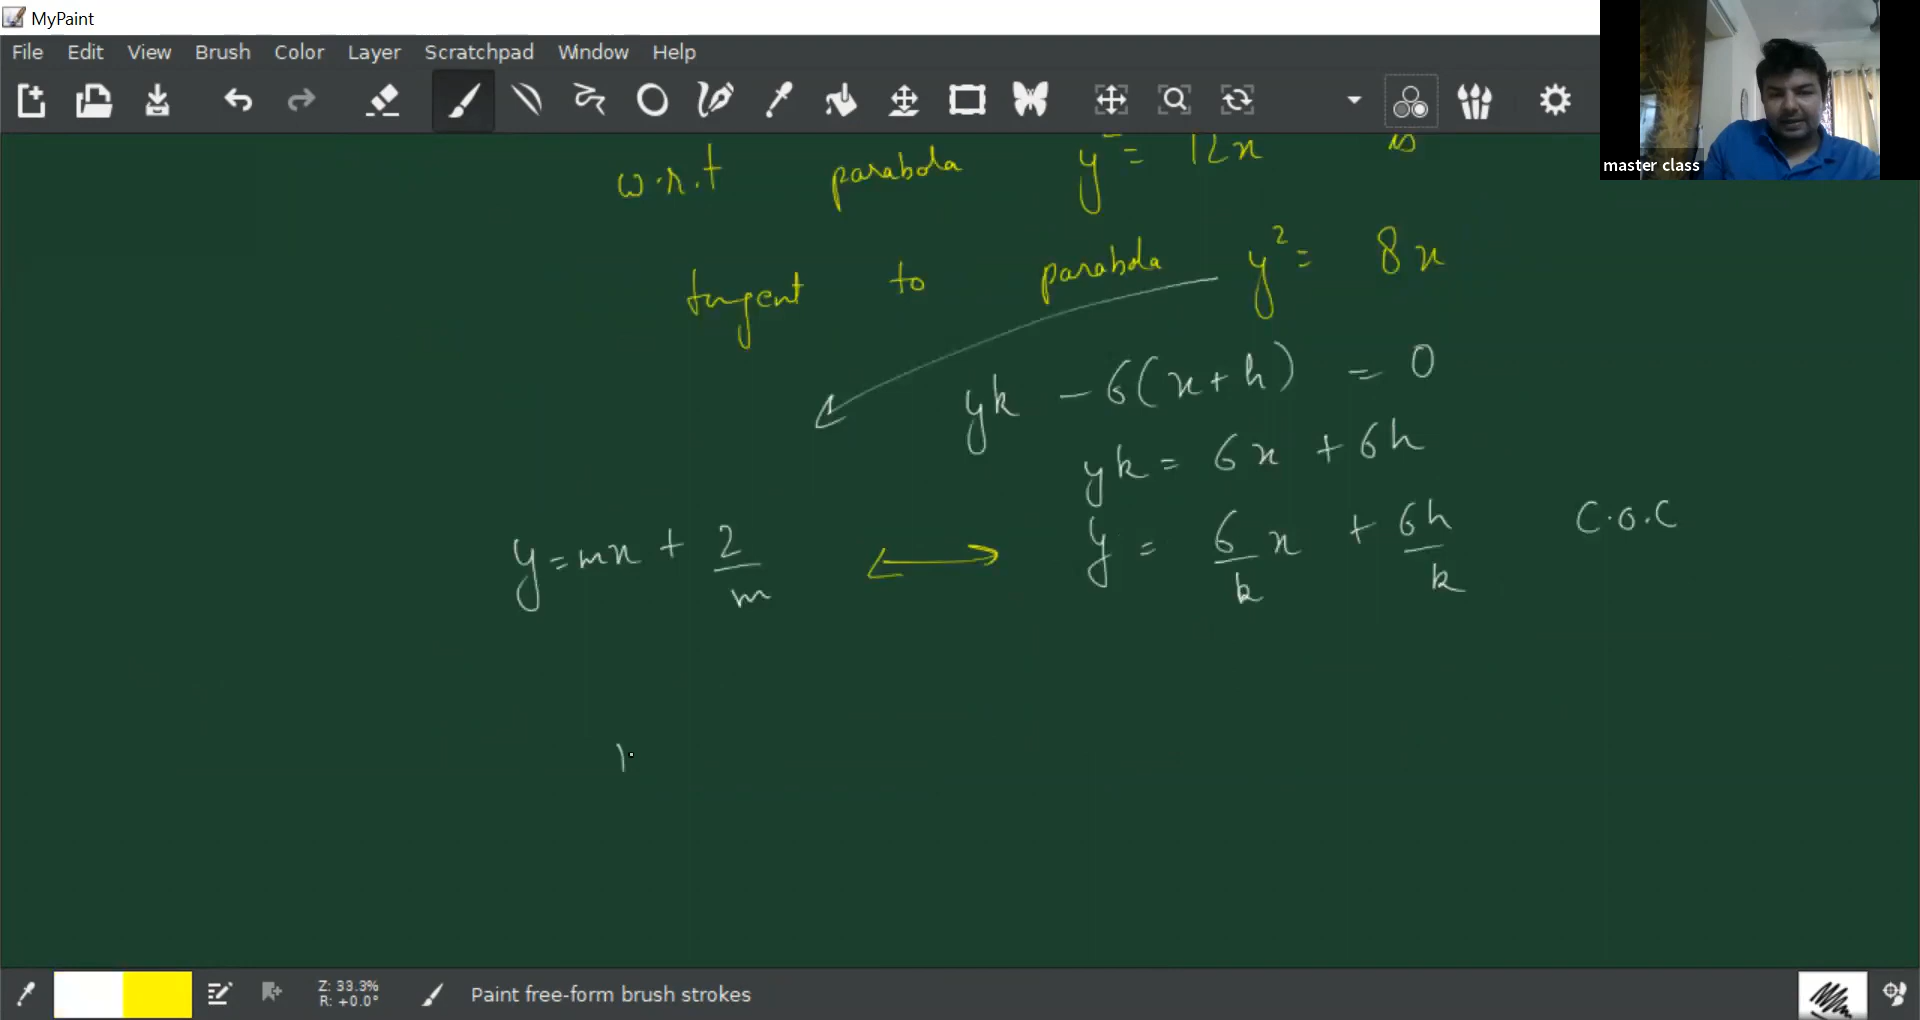 MyPaint
File Edit View Brush Color Layer Scratchpad Window Help
master class
w.r.t parabola y² = 12x is
tangent to parabola y² = 8x
yk - 6(x+h) = 0
yk = 6x + 6h
y = mx + 2/m ⟷ y = 6/k x + 6h/k C.O.C
Z: 33.3%
R: +0.0°
Paint free-form brush strokes